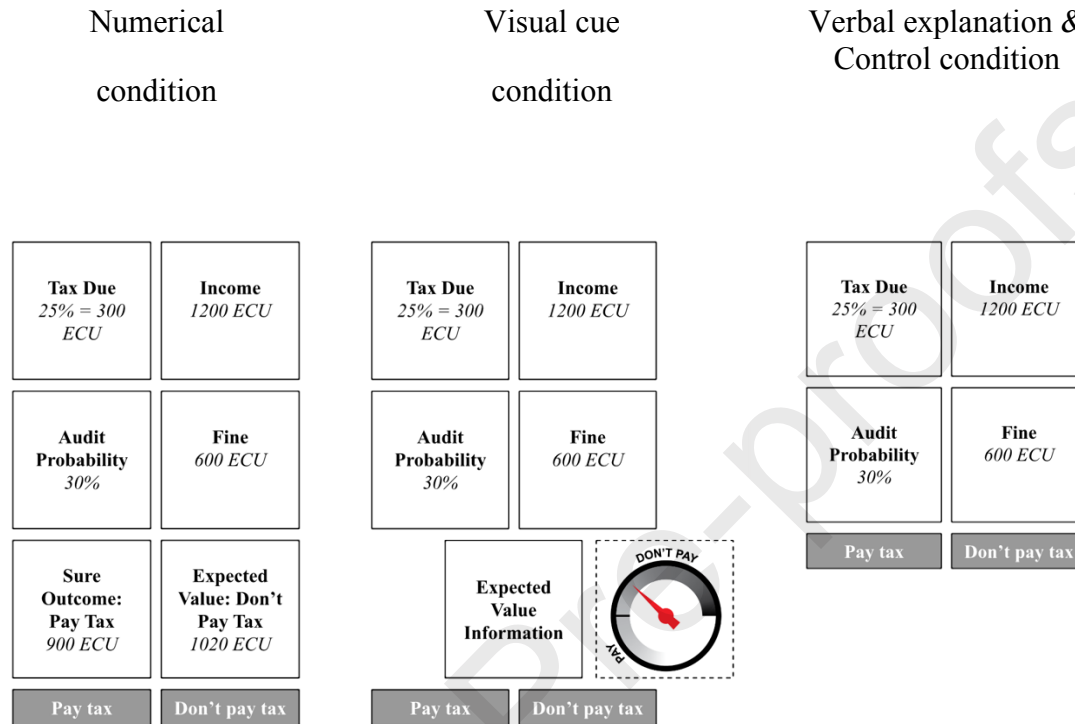 Numerical
condition
Visual cue
condition
Verbal explanation &
Control condition
Tax Due
25% = 300
ECU
Income
1200 ECU
Audit
Probability
30%
Fine
600 ECU
Sure
Outcome:
Pay Tax
900 ECU
Expected
Value: Don't
Pay Tax
1020 ECU
Pay tax
Don't pay tax
Tax Due
25% = 300
ECU
Income
1200 ECU
Audit
Probability
30%
Fine
600 ECU
Expected
Value
Information
DON'T PAY
PAY
Pay tax
Don't pay tax
Tax Due
25% = 300
ECU
Income
1200 ECU
Audit
Probability
30%
Fine
600 ECU
Pay tax
Don't pay tax
Pre-proofs